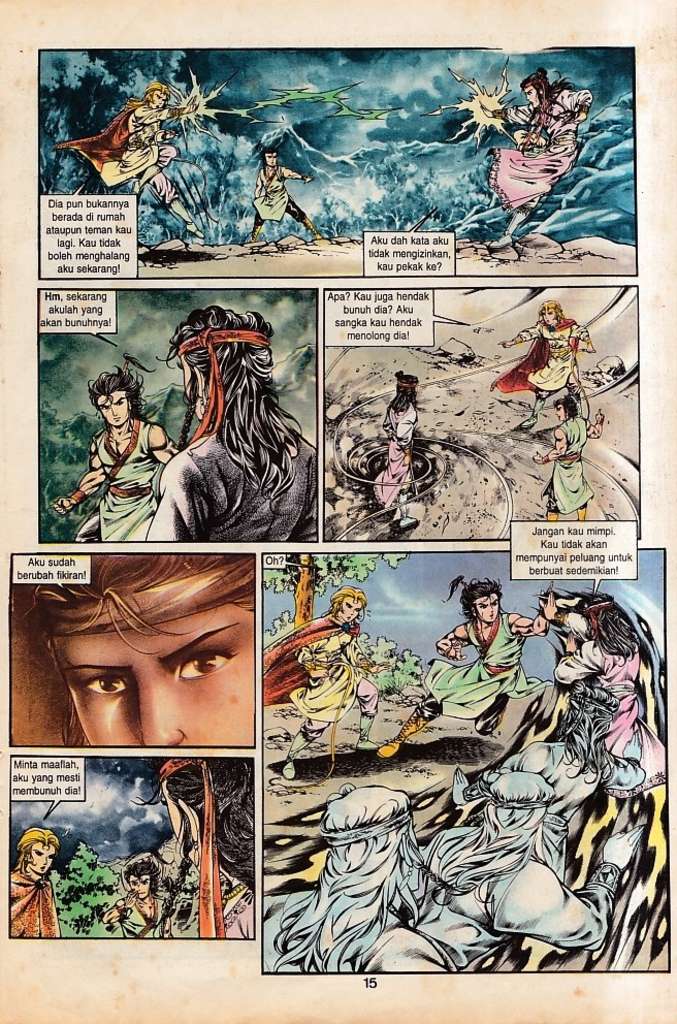 Dia pun bukannya
berada di rumah
ataupun teman kau
lagi. Kau tidak
boleh menghalang
aku sekarang!
Aku dah kata aku
tidak mengizinkan,
kau pekak ke?
Hm, sekarang
akulah yang
akan bunuhnya!
Apa? Kau juga hendak
bunuh dia? Aku
sangka kau hendak
menolong dia!
Aku sudah
berubah fikiran!
Minta maaflah,
aku yang mesti
membunuh dia!
Oh?
Jangan kau mimpi.
Kau tidak akan
mempunyai peluang untuk
berbuat sedemikian!
15